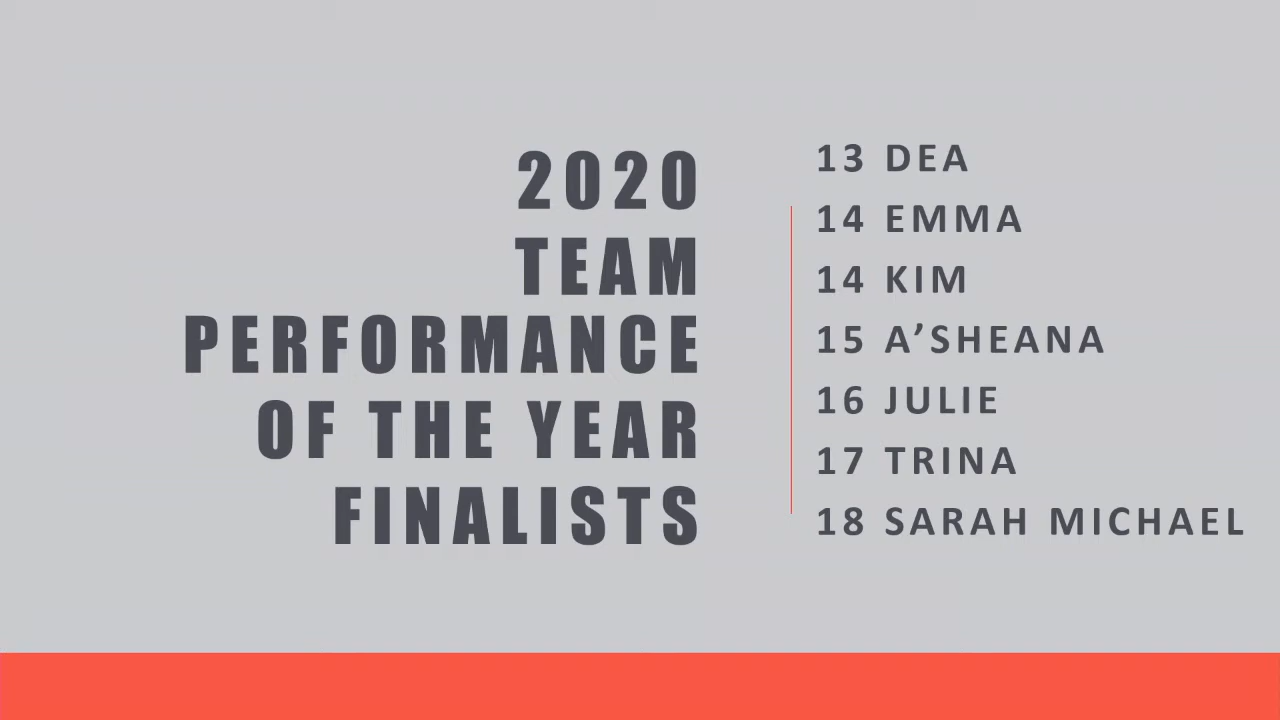 2020
TEAM
PERFORMANCE
OF THE YEAR
FINALISTS
13 DEA
14 EMMA
14 KIM
15 A’SHEANA
16 JULIE
17 TRINA
18 SARAH MICHAEL